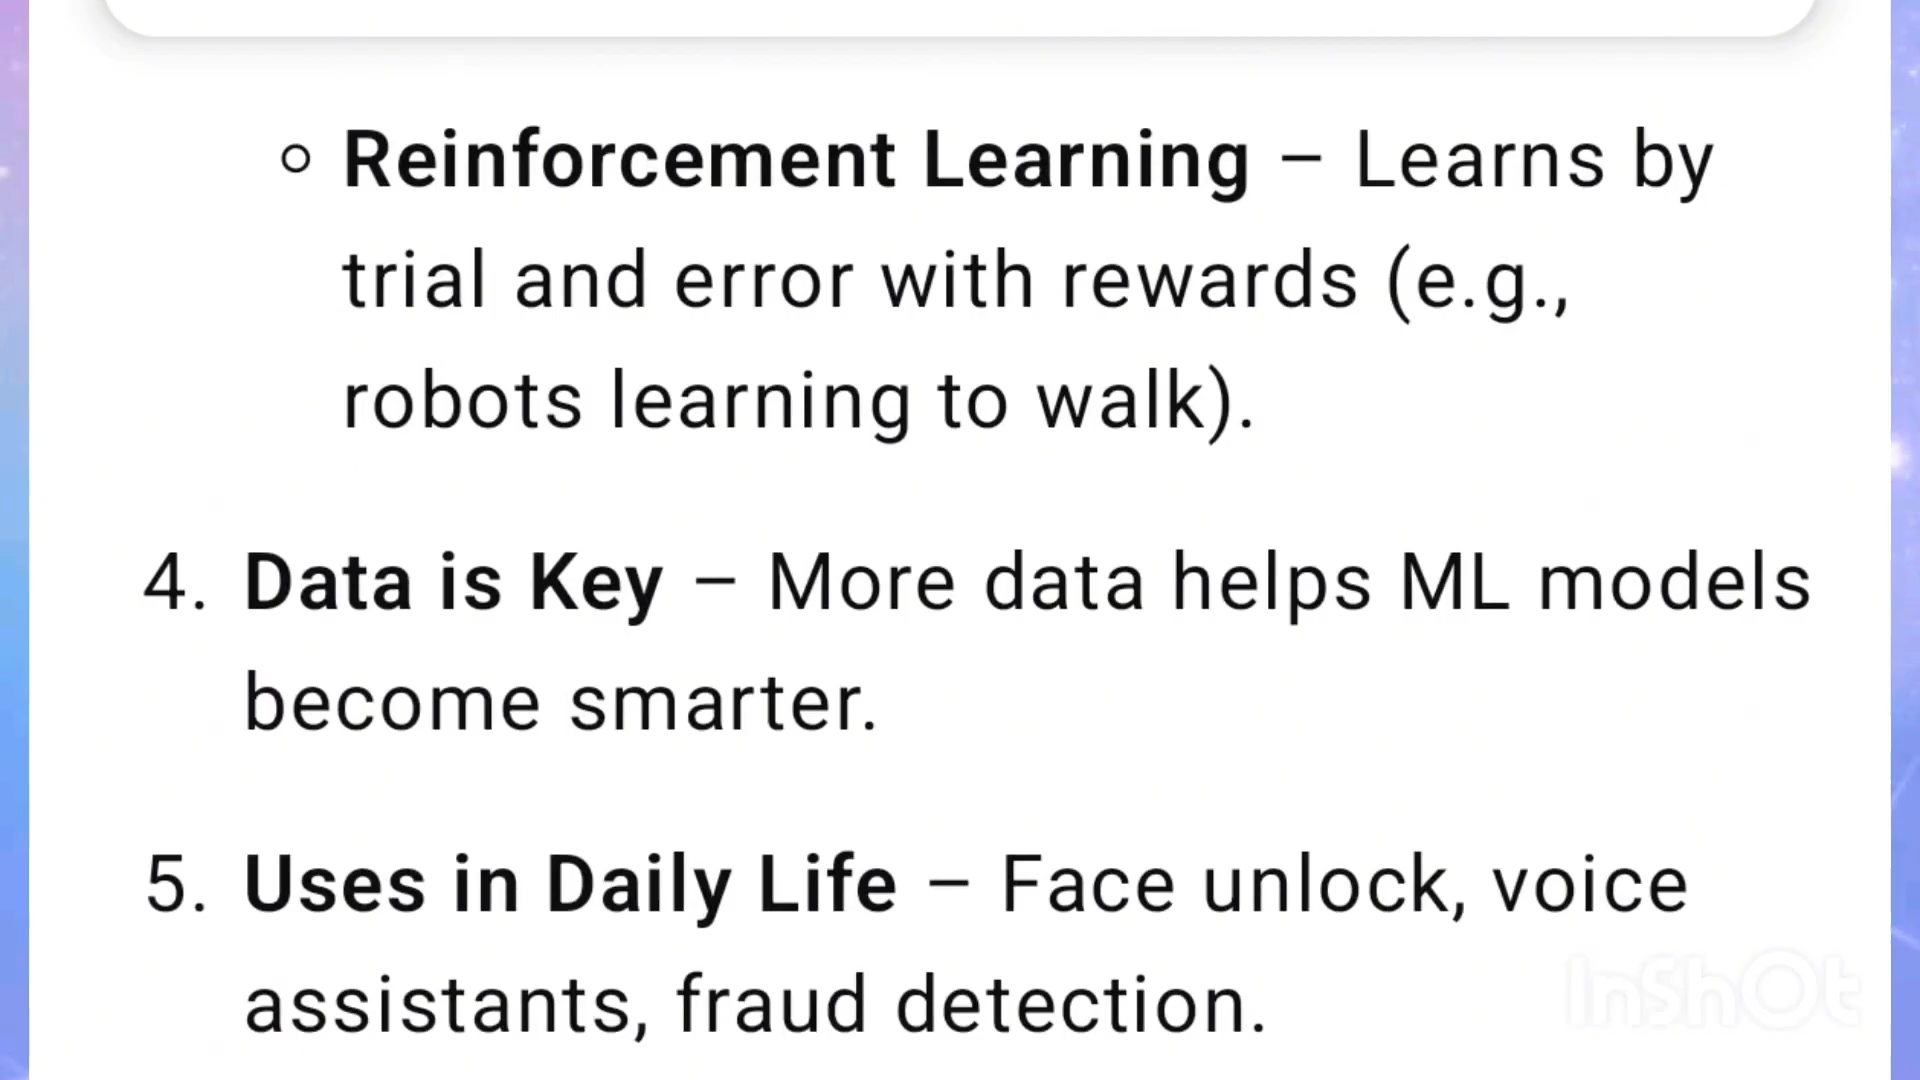 ○ Reinforcement Learning – Learns by
trial and error with rewards (e.g.,
robots learning to walk).
4. Data is Key – More data helps ML models
become smarter.
5. Uses in Daily Life – Face unlock, voice
assistants, fraud detection.
InShOt